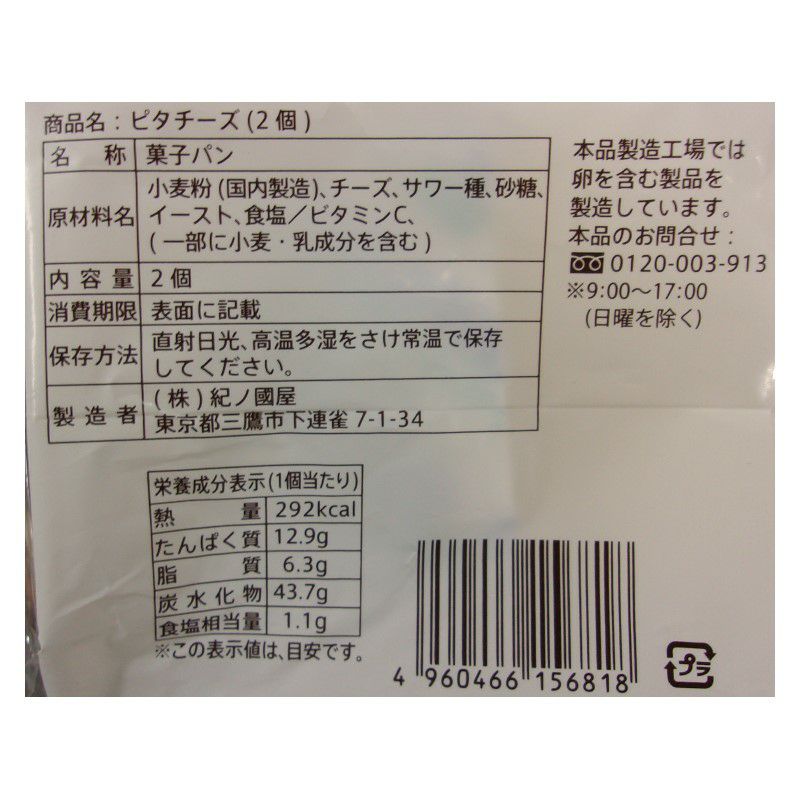 商品名：ピタチーズ(2個)
名 称 菓子パン
原材料名 小麦粉(国内製造)、チーズ、サワー種、砂糖、
イースト、食塩／ビタミンC、
(一部に小麦・乳成分を含む)
内容量 2個
消費期限 表面に記載
保存方法 直射日光、高温多湿をさけ常温で保存
してください。
製造者 (株)紀ノ國屋
東京都三鷹市下連雀7-1-34
本品製造工場では
卵を含む製品を
製造しています。
本品のお問合せ：
0120-003-913
※9:00～17:00
(日曜を除く)
栄養成分表示(1個当たり)
熱 量 292kcal
たんぱく質 12.9g
脂 質 6.3g
炭水化物 43.7g
食塩相当量 1.1g
※この表示値は、目安です。
4 960466 156818
プラ